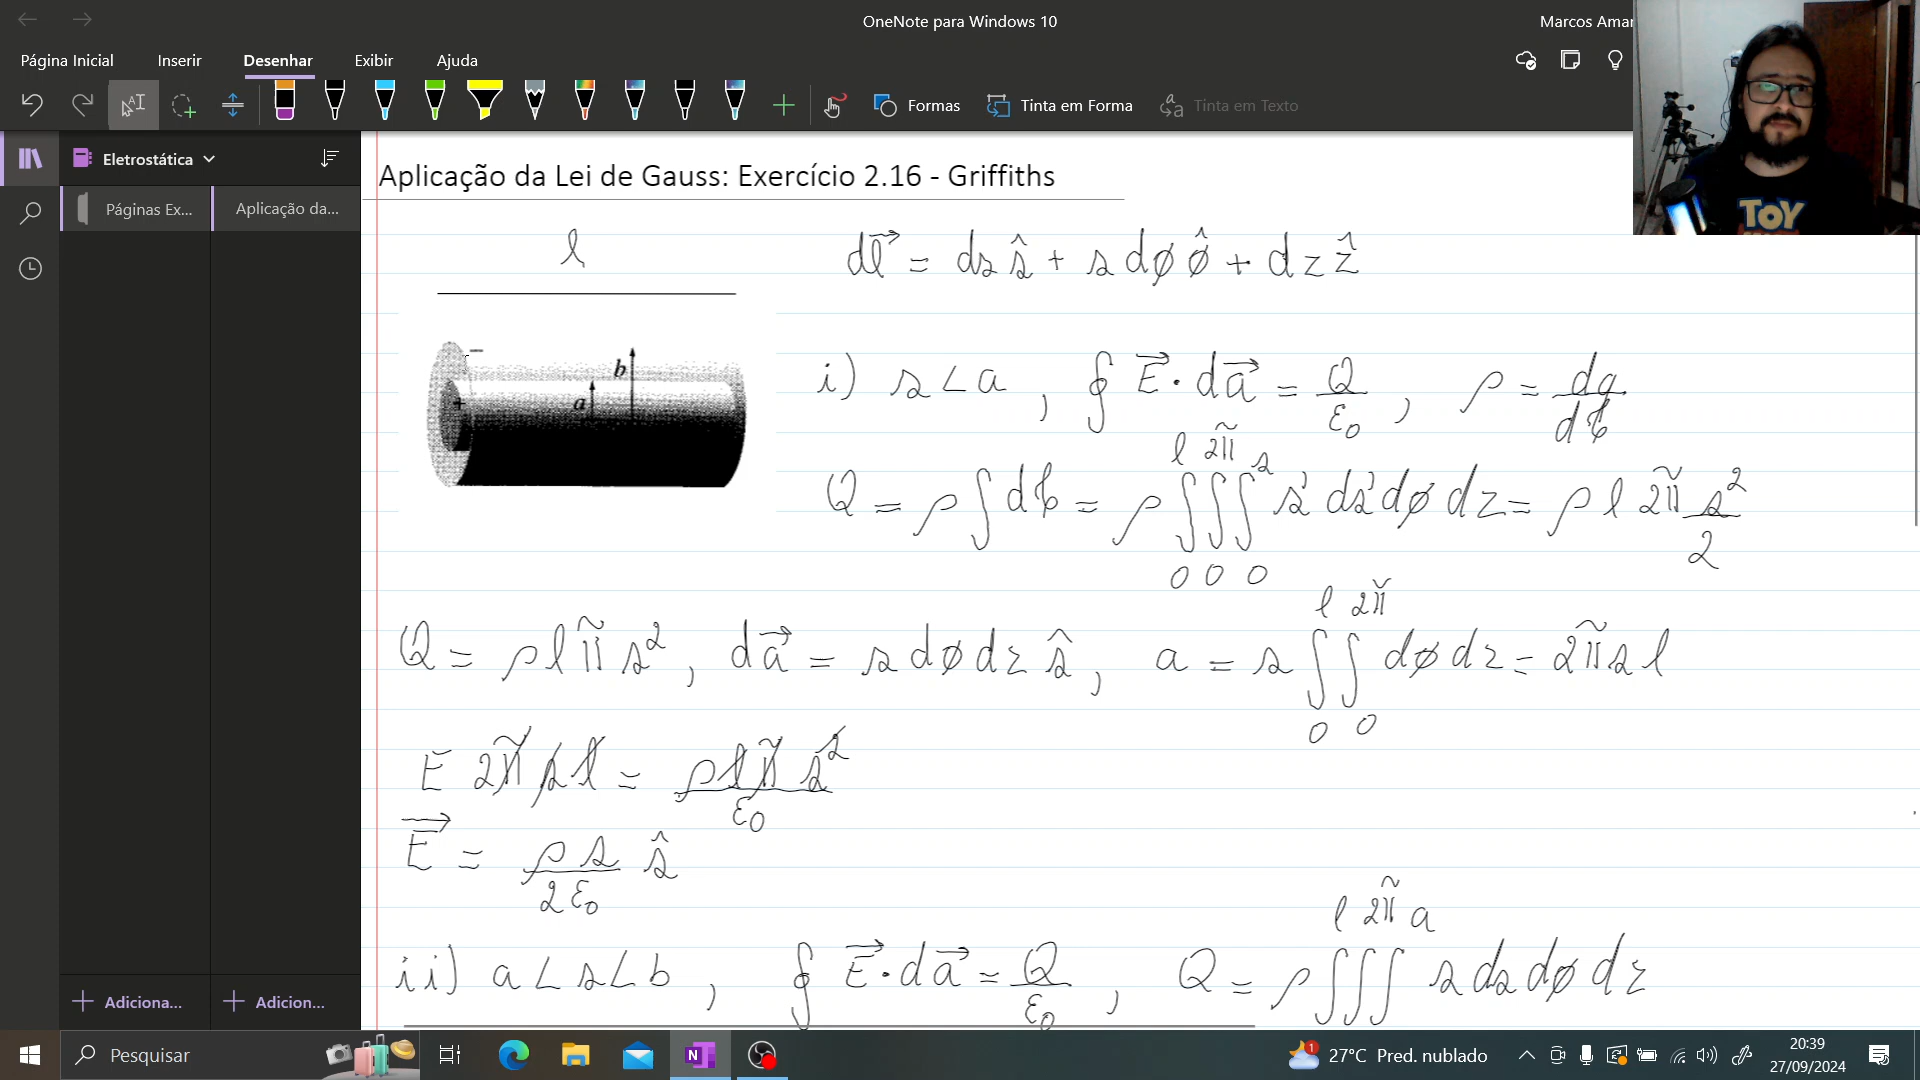 OneNote para Windows 10
Marcos Amar
Página Inicial Inserir Desenhar Exibir Ajuda
Formas Tinta em Forma Tinta em Texto
Eletrostática
Páginas Ex... Aplicação da...
Aplicação da Lei de Gauss: Exercício 2.16 - Griffiths
l
b
a
+
−
dl⃗ = ds ŝ + s dφ φ̂ + dz ẑ
i) s < a , ∮ E⃗ · da⃗ = Q/ε₀ , ρ = dq/dτ
Q = ρ ∫ dτ = ρ ∫₀ˡ ∫₀^2π ∫₀ˢ s' ds' dφ dz = ρ l 2π s²/2
Q = ρ l π s² , da⃗ = s dφ dz ŝ , a = s ∫₀ˡ ∫₀^2π dφ dz = 2π s l
E 2π s l = ρ l π s²/ε₀
E⃗ = ρ s/2ε₀ ŝ
ii) a < s < b , ∮ E⃗ · da⃗ = Q/ε₀ , Q = ρ ∫ˡ ∫^2π ∫ᵃ s ds dφ dz
Adiciona... Adicion...
TOY
Pesquisar
27°C Pred. nublado
20:39
27/09/2024